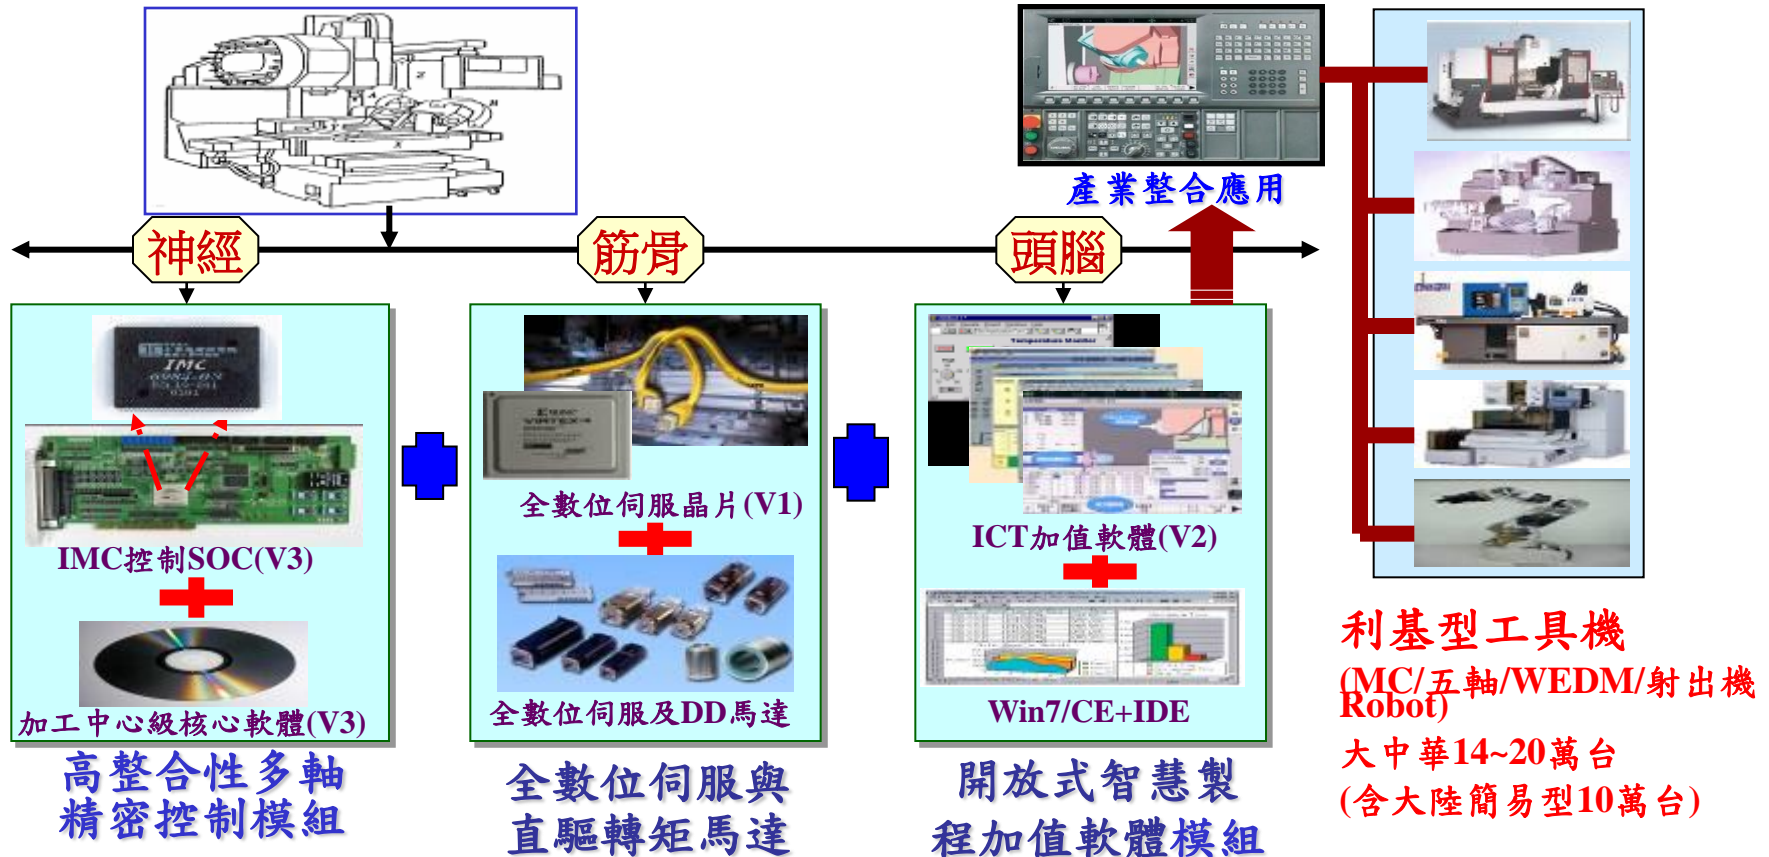 產業整合應用
神經
筋骨
頭腦
IMC
Temperature Monitor
VIRTEX-4
IMC控制SOC(V3)
加工中心級核心軟體(V3)
高整合性多軸
精密控制模組
全數位伺服晶片(V1)
全數位伺服及DD馬達
全數位伺服與
直驅轉矩馬達
ICT加值軟體(V2)
Win7/CE+IDE
開放式智慧製
程加值軟體模組
利基型工具機
(MC/五軸/WEDM/射出機
Robot)
大中華14~20萬台
(含大陸簡易型10萬台)